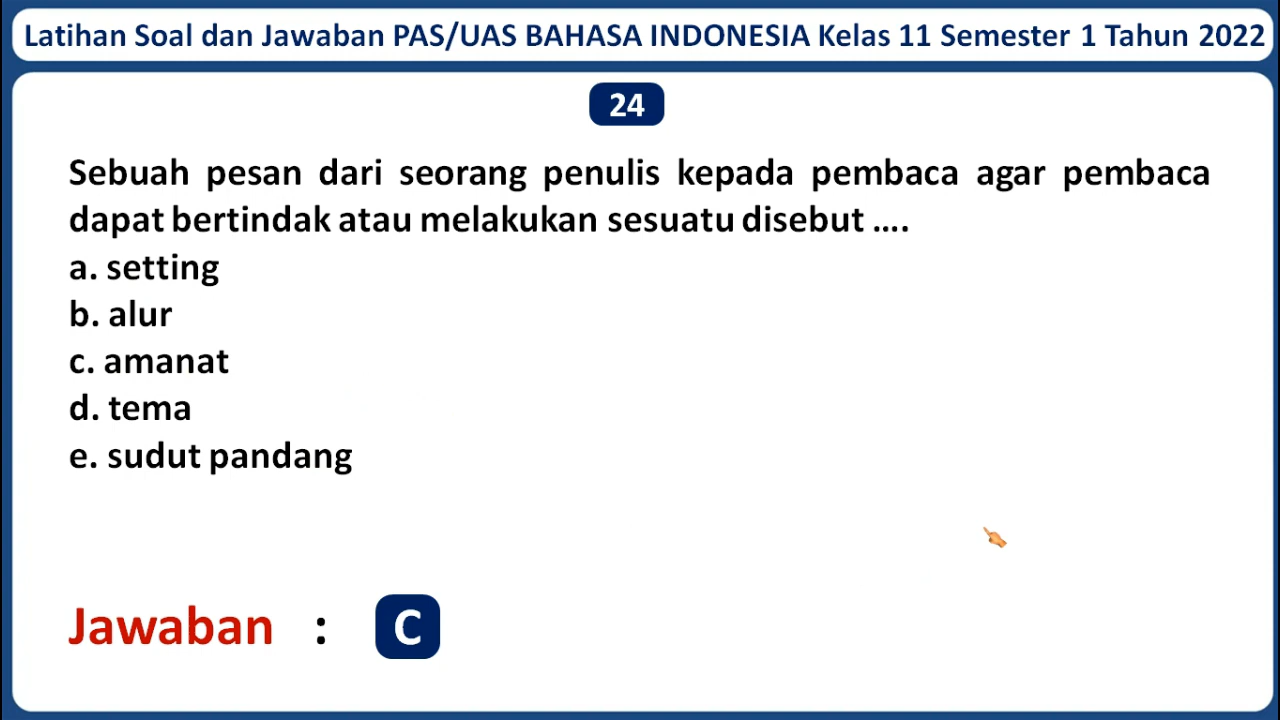 Latihan Soal dan Jawaban PAS/UAS BAHASA INDONESIA Kelas 11 Semester 1 Tahun 2022
24
Sebuah pesan dari seorang penulis kepada pembaca agar pembaca
dapat bertindak atau melakukan sesuatu disebut ....
a. setting
b. alur
c. amanat
d. tema
e. sudut pandang
Jawaban : C